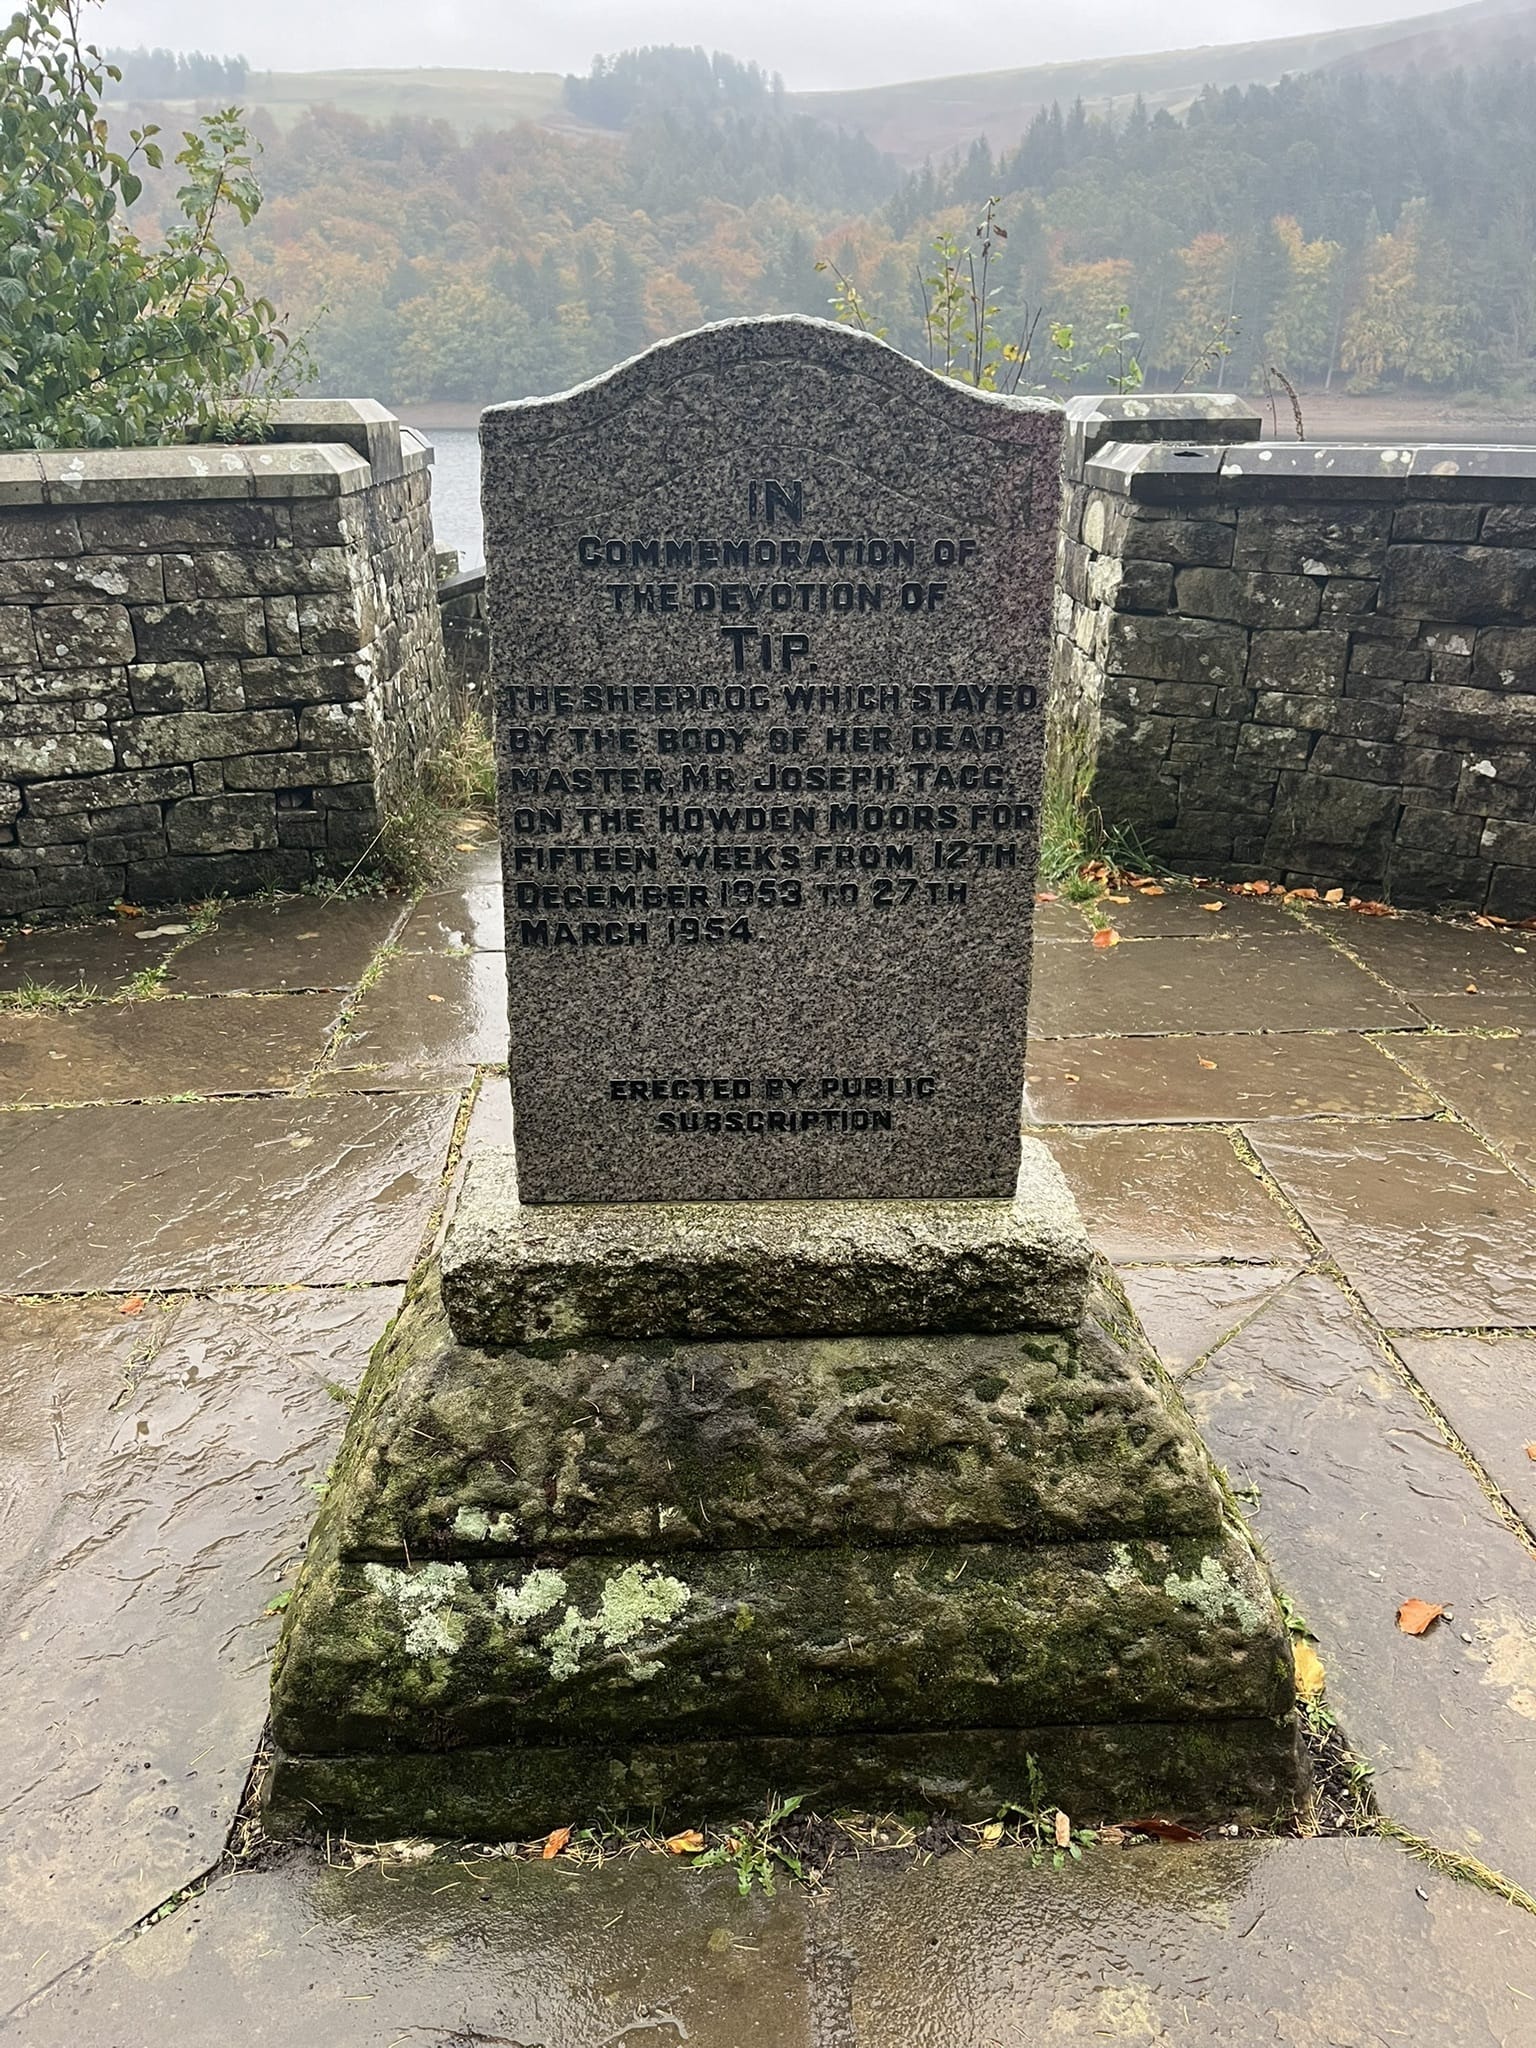 IN
COMMEMORATION OF
THE DEVOTION OF
TIP.
THE SHEEPDOG WHICH STAYED
BY THE BODY OF HER DEAD
MASTER, MR. JOSEPH TAGG,
ON THE HOWDEN MOORS FOR
FIFTEEN WEEKS FROM 12TH
DECEMBER 1953 TO 27TH
MARCH 1954.
ERECTED BY PUBLIC
SUBSCRIPTION